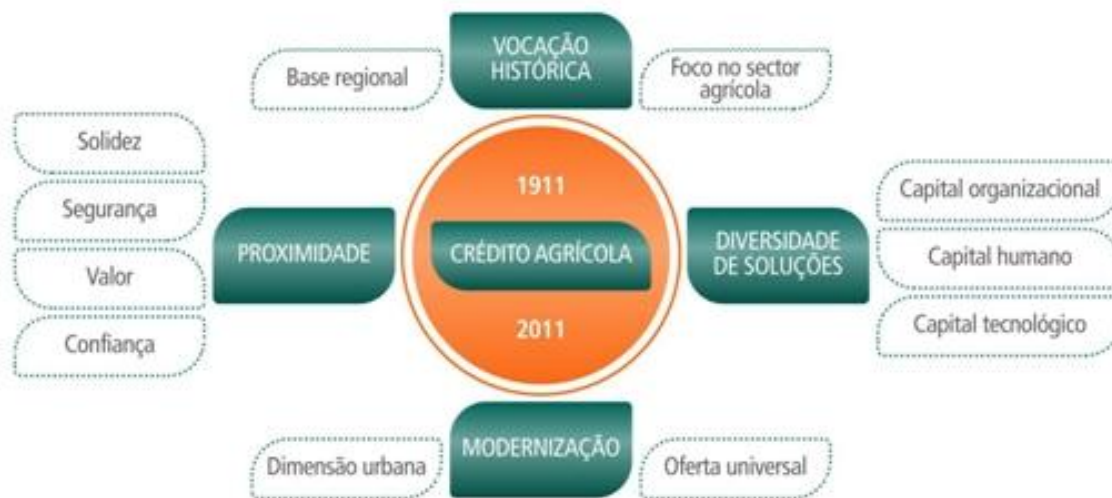 VOCAÇÃO
HISTÓRICA
Base regional
Foco no sector
agrícola
Solidez
Segurança
Valor
Confiança
PROXIMIDADE
1911
CRÉDITO AGRÍCOLA
2011
DIVERSIDADE
DE SOLUÇÕES
Capital organizacional
Capital humano
Capital tecnológico
MODERNIZAÇÃO
Dimensão urbana
Oferta universal